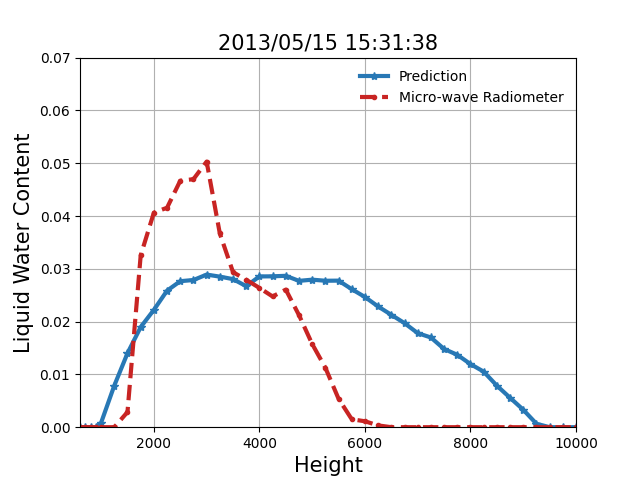 2013/05/15 15:31:38
0.07
0.06
0.05
0.04
0.03
0.02
0.01
0.00
Liquid Water Content
Prediction
Micro-wave Radiometer
2000 4000 6000 8000 10000
Height